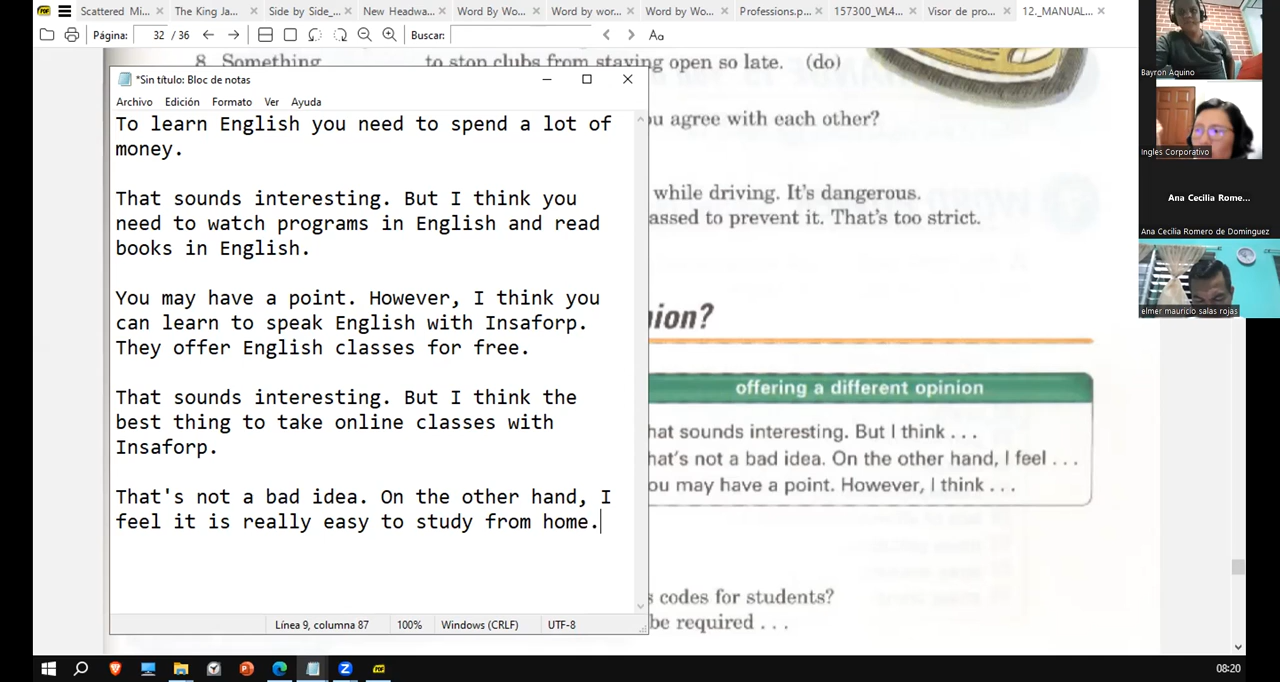 Scattered Mi...
The King Ja...
Side by Side_...
New Headwa...
Word By Wo...
Word by wor...
Word by Wo...
Professions.p...
157300_WL4...
Visor de pro...
12._MANUAL...
Página: 32 / 36
Buscar:
Aa
8 Something to stop clubs from staying open so late. (do)
*Sin título: Bloc de notas
Archivo Edición Formato Ver Ayuda
To learn English you need to spend a lot of
money.
That sounds interesting. But I think you
need to watch programs in English and read
books in English.
You may have a point. However, I think you
can learn to speak English with Insaforp.
They offer English classes for free.
That sounds interesting. But I think the
best thing to take online classes with
Insaforp.
That's not a bad idea. On the other hand, I
feel it is really easy to study from home.
Línea 9, columna 87 100% Windows (CRLF) UTF-8
ou agree with each other?
while driving. It's dangerous.
assed to prevent it. That's too strict.
nion?
offering a different opinion
hat sounds interesting. But I think . . .
hat's not a bad idea. On the other hand, I feel . . .
ou may have a point. However, I think . . .
s codes for students?
be required . . .
Bayron Aquino
Ingles Corporativo
Ana Cecilia Rome...
Ana Cecilia Romero de Dominguez
elmer mauricio salas rojas
08:20